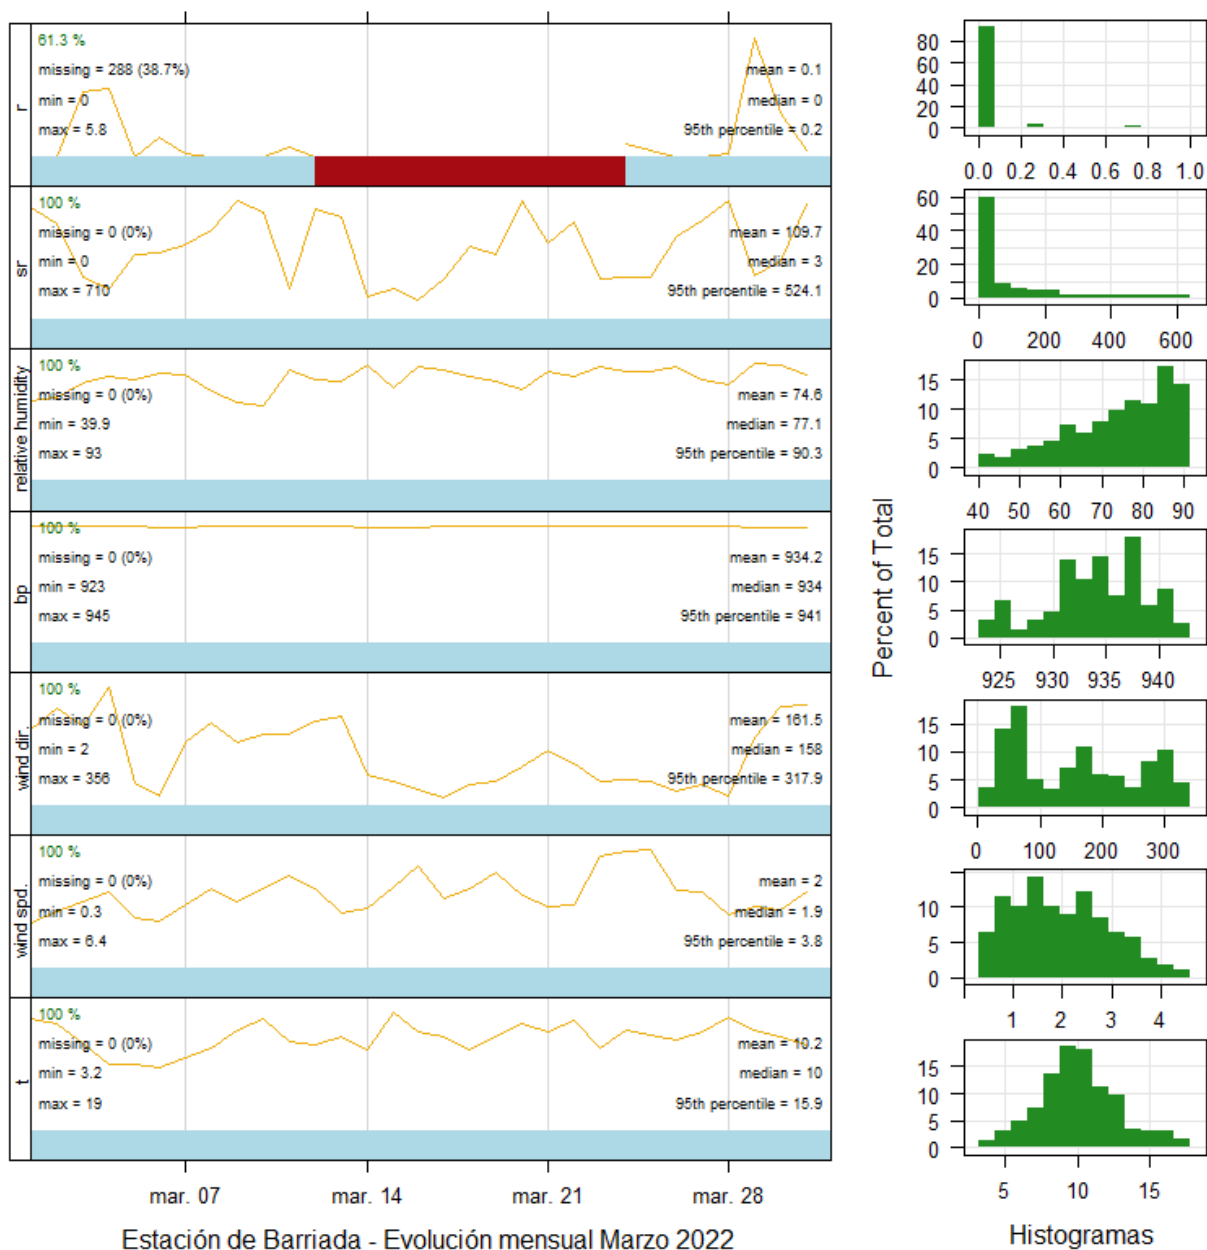 r
61.3 %
missing = 288 (38.7%)
min = 0
max = 5.8
mean = 0.1
median = 0
95th percentile = 0.2
sr
100 %
missing = 0 (0%)
min = 0
max = 710
mean = 109.7
median = 3
95th percentile = 524.1
relative humidity
100 %
missing = 0 (0%)
min = 39.9
max = 93
mean = 74.6
median = 77.1
95th percentile = 90.3
bp
100 %
missing = 0 (0%)
min = 923
max = 945
mean = 934.2
median = 934
95th percentile = 941
wind dir.
100 %
missing = 0 (0%)
min = 2
max = 356
mean = 161.5
median = 158
95th percentile = 317.9
wind spd.
100 %
missing = 0 (0%)
min = 0.3
max = 6.4
mean = 2
median = 1.9
95th percentile = 3.8
t
100 %
missing = 0 (0%)
min = 3.2
max = 19
mean = 10.2
median = 10
95th percentile = 15.9
mar. 07 mar. 14 mar. 21 mar. 28
Estación de Barriada - Evolución mensual Marzo 2022
Percent of Total
80
60
40
20
0
0.0 0.2 0.4 0.6 0.8 1.0
60
40
20
0
0 200 400 600
15
10
5
0
40 50 60 70 80 90
15
10
5
0
925 930 935 940
15
10
5
0
0 100 200 300
10
5
0
1 2 3 4
15
10
5
0
5 10 15
Histogramas